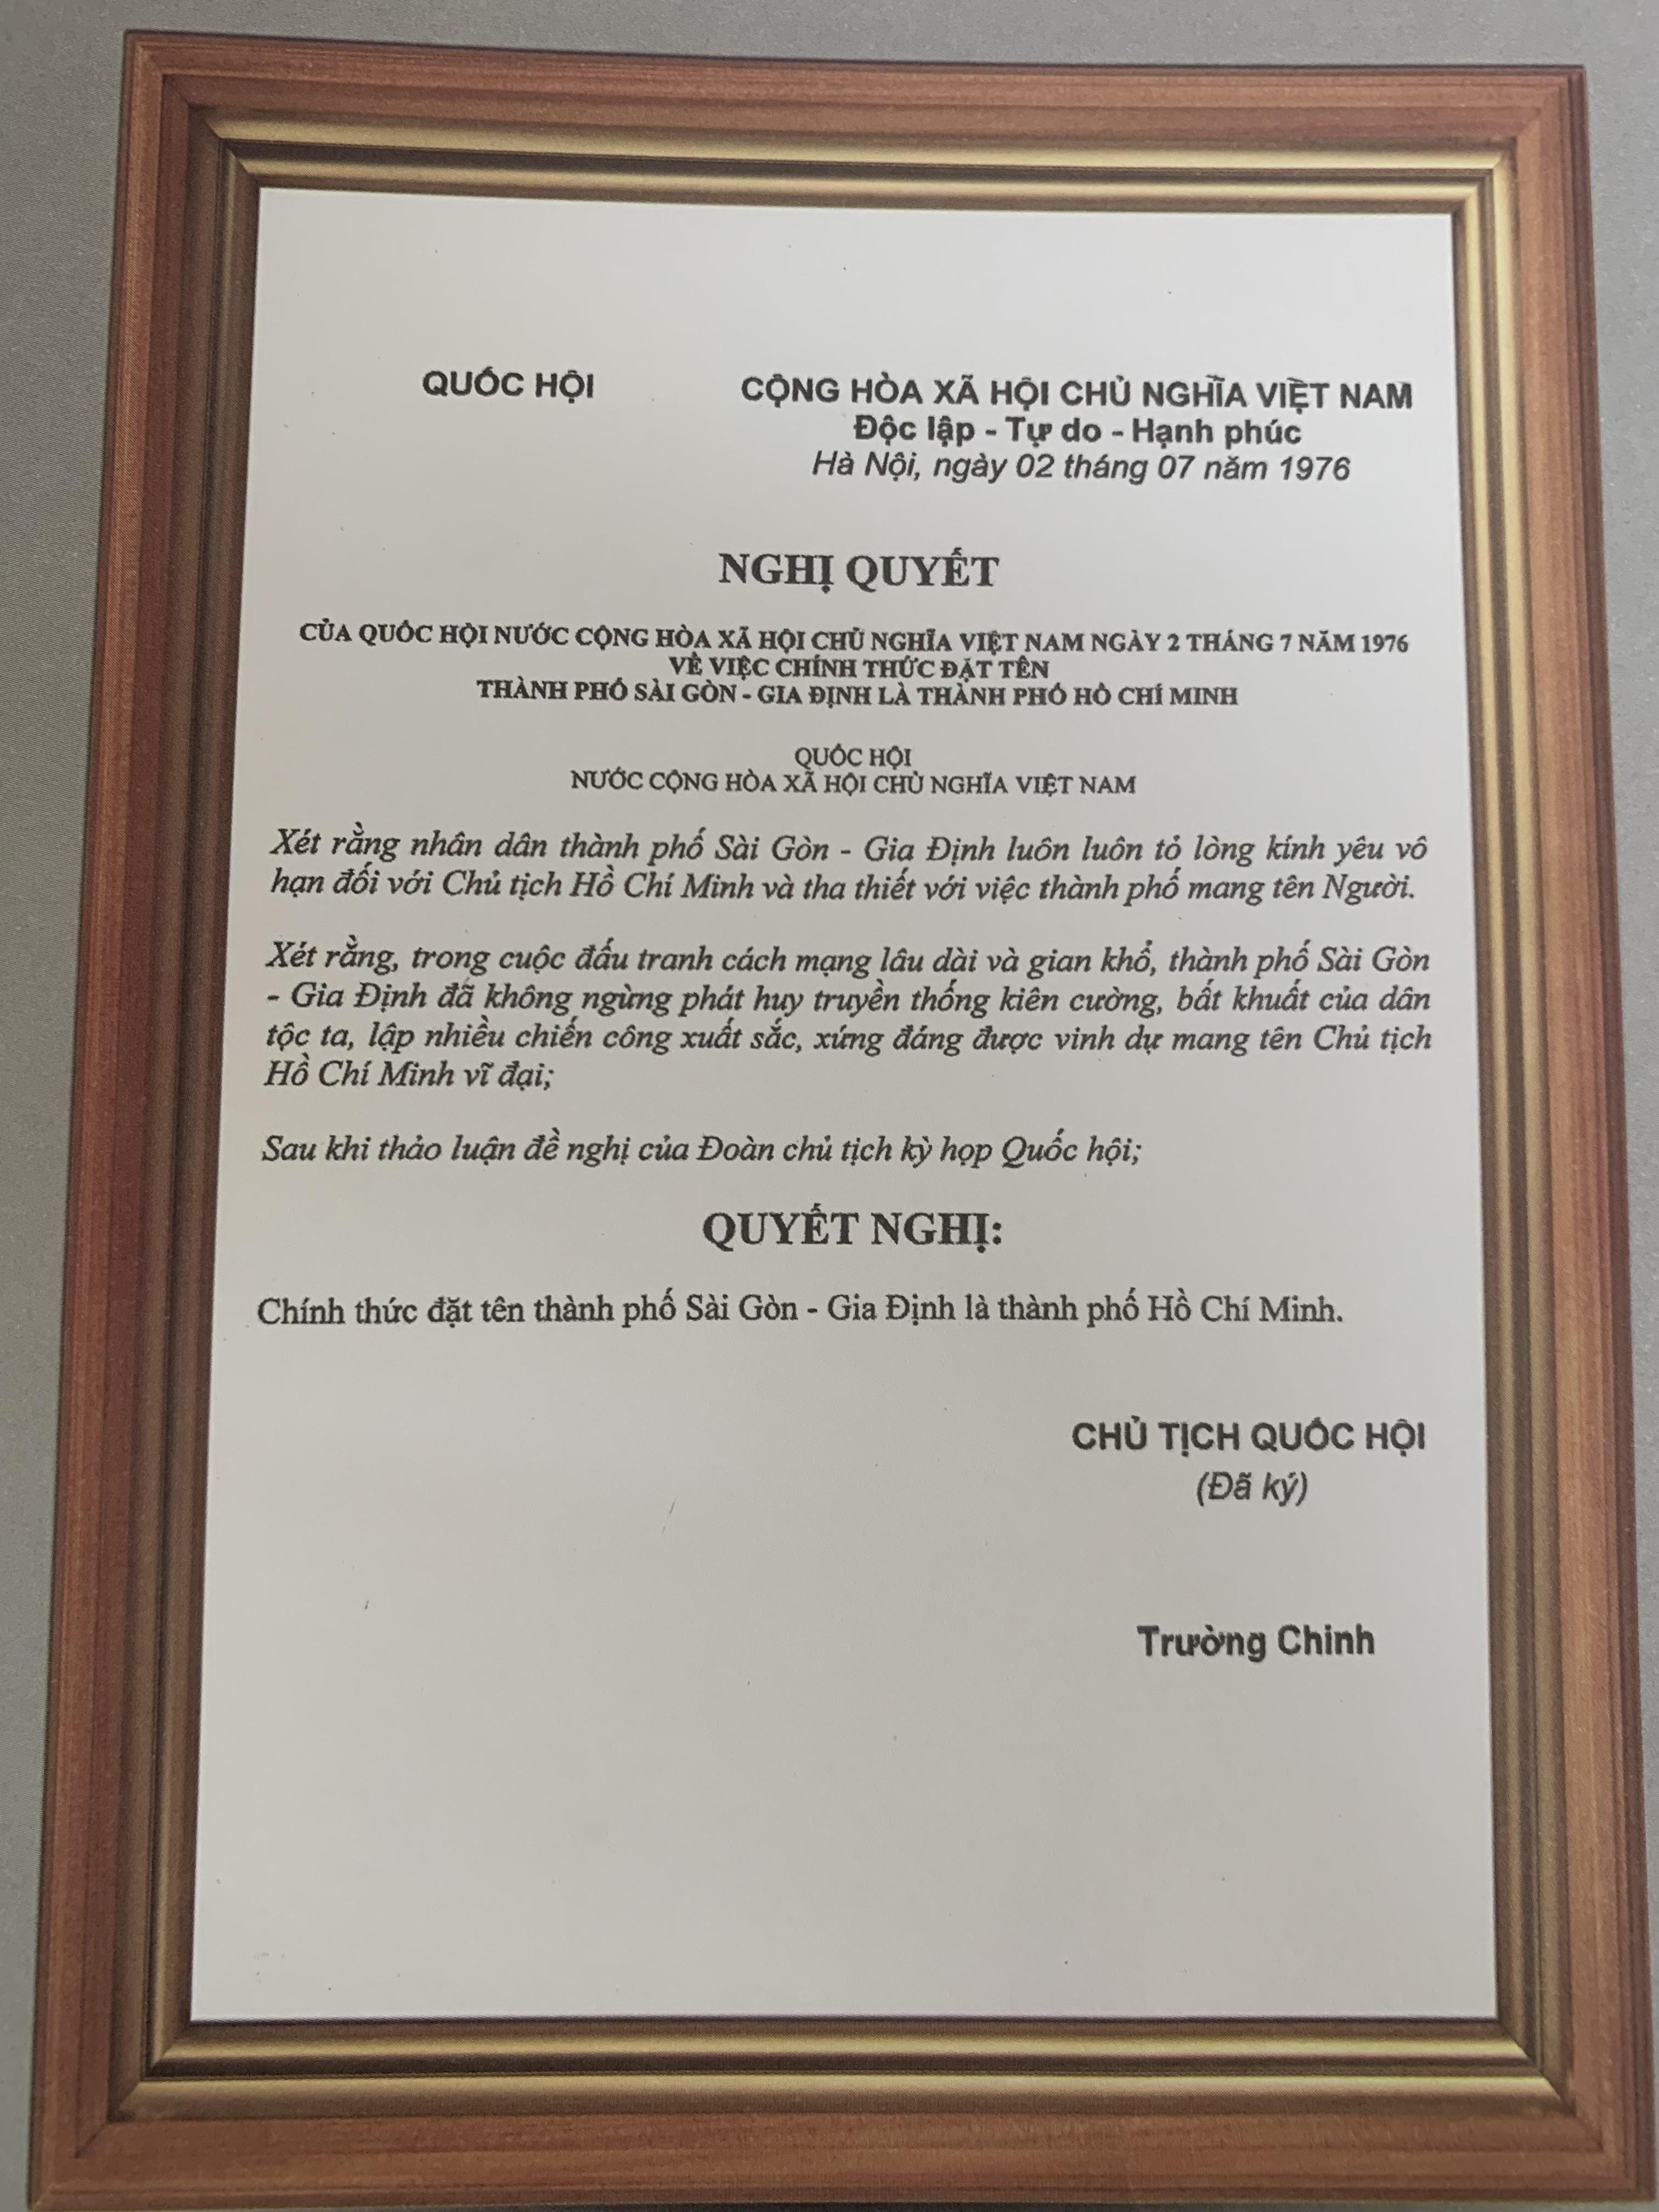 QUỐC HỘI
CỘNG HÒA XÃ HỘI CHỦ NGHĨA VIỆT NAM
Độc lập - Tự do - Hạnh phúc
Hà Nội, ngày 02 tháng 07 năm 1976
NGHỊ QUYẾT
CỦA QUỐC HỘI NƯỚC CỘNG HÒA XÃ HỘI CHỦ NGHĨA VIỆT NAM NGÀY 2 THÁNG 7 NĂM 1976
VỀ VIỆC CHÍNH THỨC ĐẶT TÊN
THÀNH PHỐ SÀI GÒN - GIA ĐỊNH LÀ THÀNH PHỐ HỒ CHÍ MINH
QUỐC HỘI
NƯỚC CỘNG HÒA XÃ HỘI CHỦ NGHĨA VIỆT NAM
Xét rằng nhân dân thành phố Sài Gòn - Gia Định luôn luôn tỏ lòng kính yêu vô
hạn đối với Chủ tịch Hồ Chí Minh và tha thiết với việc thành phố mang tên Người.
Xét rằng, trong cuộc đấu tranh cách mạng lâu dài và gian khổ, thành phố Sài Gòn
- Gia Định đã không ngừng phát huy truyền thống kiên cường, bất khuất của dân
tộc ta, lập nhiều chiến công xuất sắc, xứng đáng được vinh dự mang tên Chủ tịch
Hồ Chí Minh vĩ đại;
Sau khi thảo luận đề nghị của Đoàn chủ tịch kỳ họp Quốc hội;
QUYẾT NGHỊ:
Chính thức đặt tên thành phố Sài Gòn - Gia Định là thành phố Hồ Chí Minh.
CHỦ TỊCH QUỐC HỘI
(Đã ký)
Trường Chinh